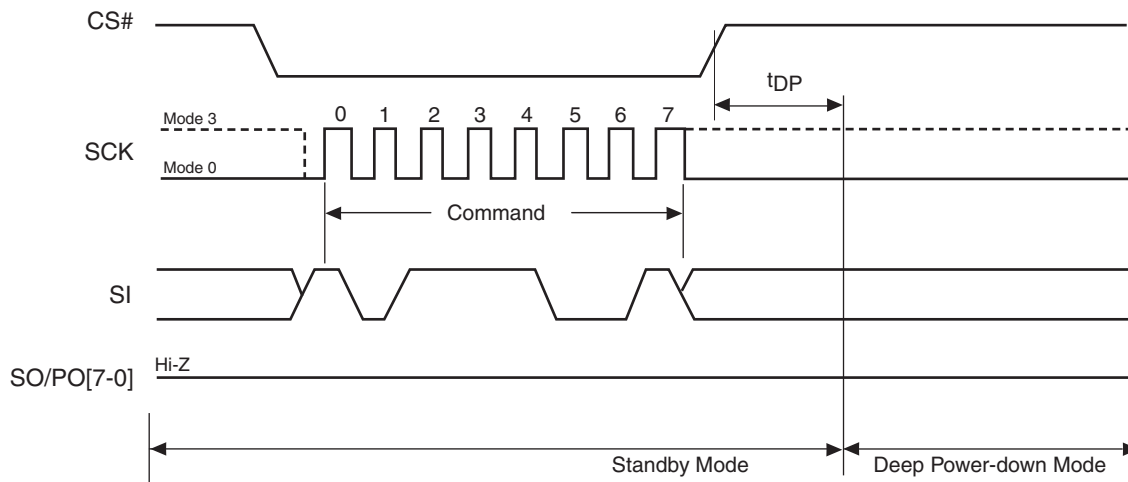 CS#
tDP
Mode 3
0 1 2 3 4 5 6 7
SCK
Mode 0
Command
SI
Hi-Z
SO/PO[7-0]
Standby Mode
Deep Power-down Mode